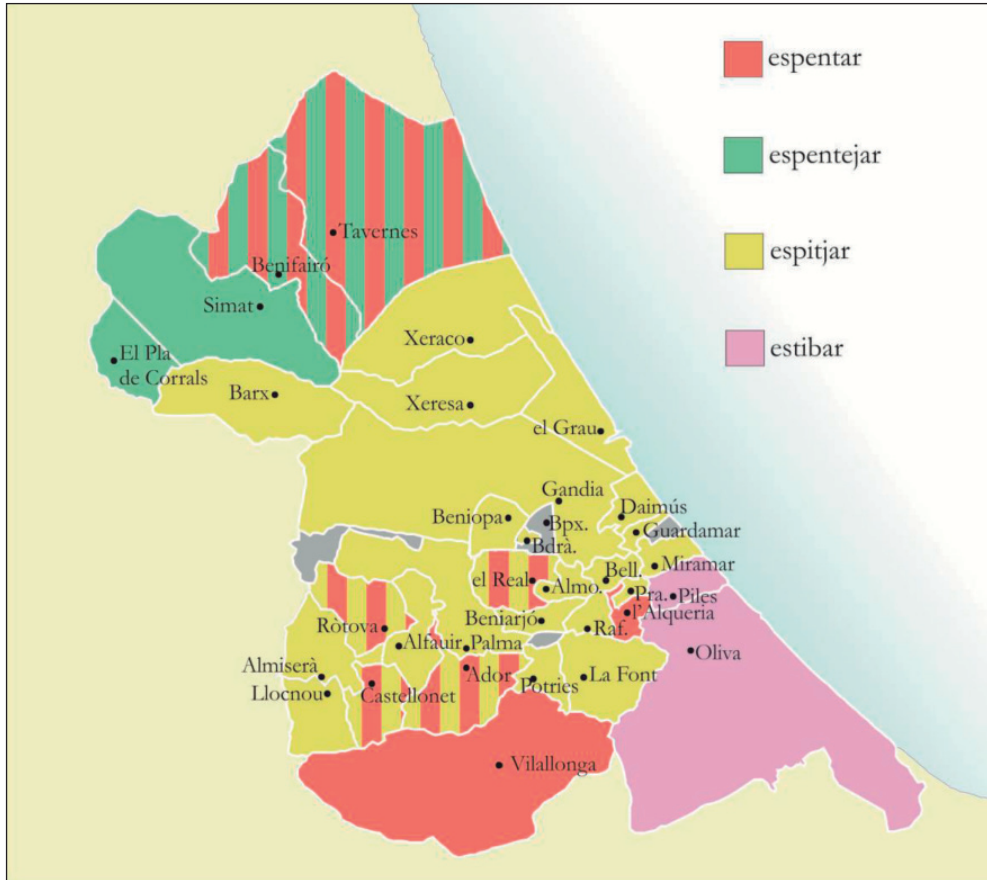 espentar
espentejar
espitjar
estibar
Tavernes
Benifairó
Simat
El Pla
de Corrals
Barx
Xeraco
Xeresa
el Grau
Gandia
Beniopa
Bpx.
Bdrà.
Daimús
Guardamar
Miramar
el Real
Almo.
Bell.
Pra.
Piles
l'Alqueria
Beniarjó
Raf.
Ròtova
Alfauir
Palma
Oliva
Almiserà
Llocnou
Castellonet
Ador
Potries
La Font
Vilallonga